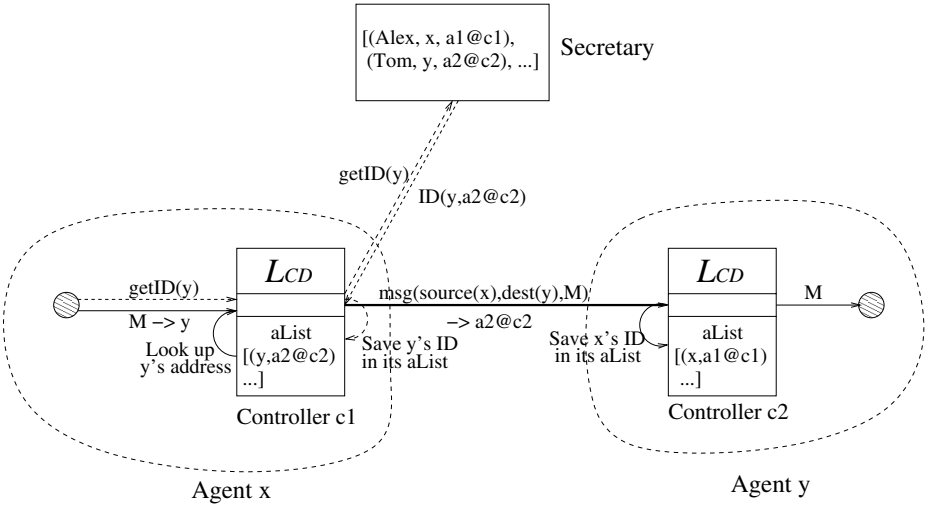 [(Alex, x, a1@c1),
(Tom, y, a2@c2), ...]
Secretary
getID(y)
ID(y,a2@c2)
LCD
getID(y)
M -> y
Look up
y's address
aList
[(y,a2@c2)
...]
Controller c1
msg(source(x),dest(y),M)
-> a2@c2
Save y's ID
in its aList
Save x's ID
in its aList
LCD
aList
[(x,a1@c1)
...]
Controller c2
M
Agent x
Agent y